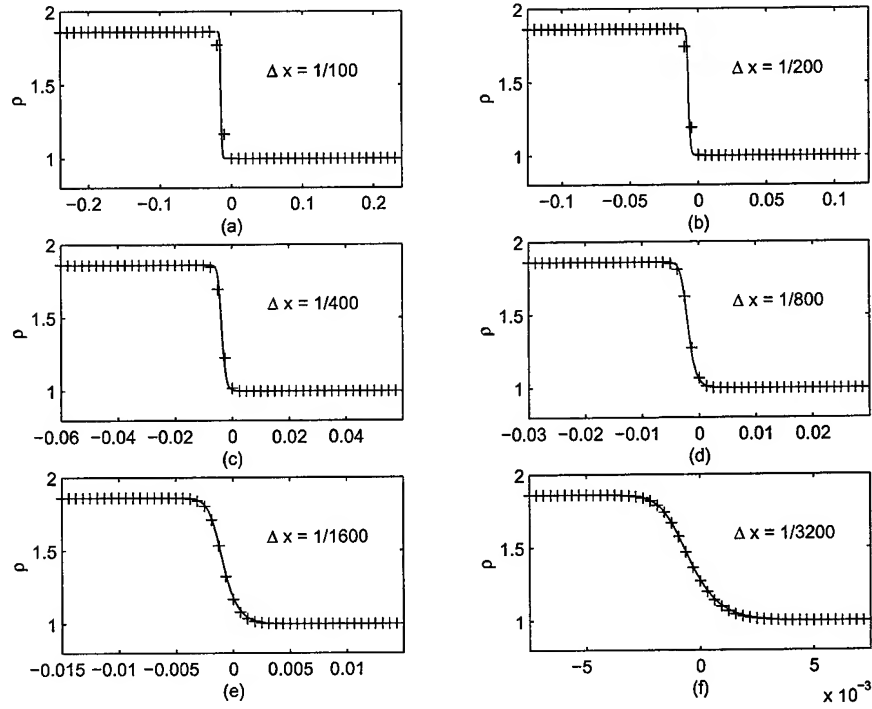 2
1.5
1
ρ
Δ x = 1/100
−0.2 −0.1 0 0.1 0.2
(a)
2
1.5
1
ρ
Δ x = 1/200
−0.1 −0.05 0 0.05 0.1
(b)
2
1.5
1
ρ
Δ x = 1/400
−0.06 −0.04 −0.02 0 0.02 0.04
(c)
2
1.5
1
ρ
Δ x = 1/800
−0.03 −0.02 −0.01 0 0.01 0.02
(d)
2
1.5
1
ρ
Δ x = 1/1600
−0.015 −0.01 −0.005 0 0.005 0.01
(e)
2
1.5
1
ρ
Δ x = 1/3200
−5 0 5
(f)
x 10⁻³